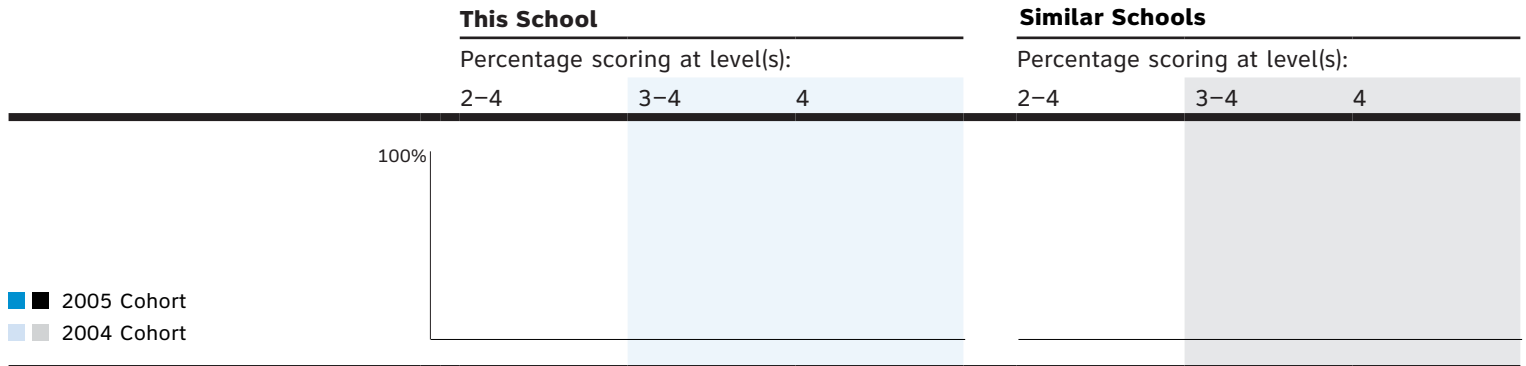 This School
Similar Schools
Percentage scoring at level(s):
Percentage scoring at level(s):
2–4 3–4 4
2–4 3–4 4
100%
2005 Cohort
2004 Cohort